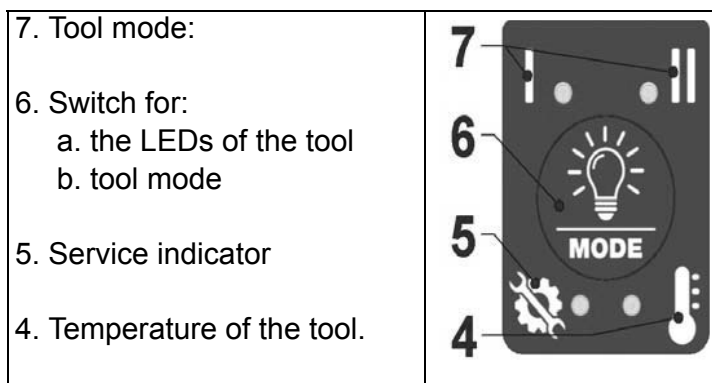 7. Tool mode:
6. Switch for:
a. the LEDs of the tool
b. tool mode
5. Service indicator
4. Temperature of the tool.
7
I II
6
MODE
5
4